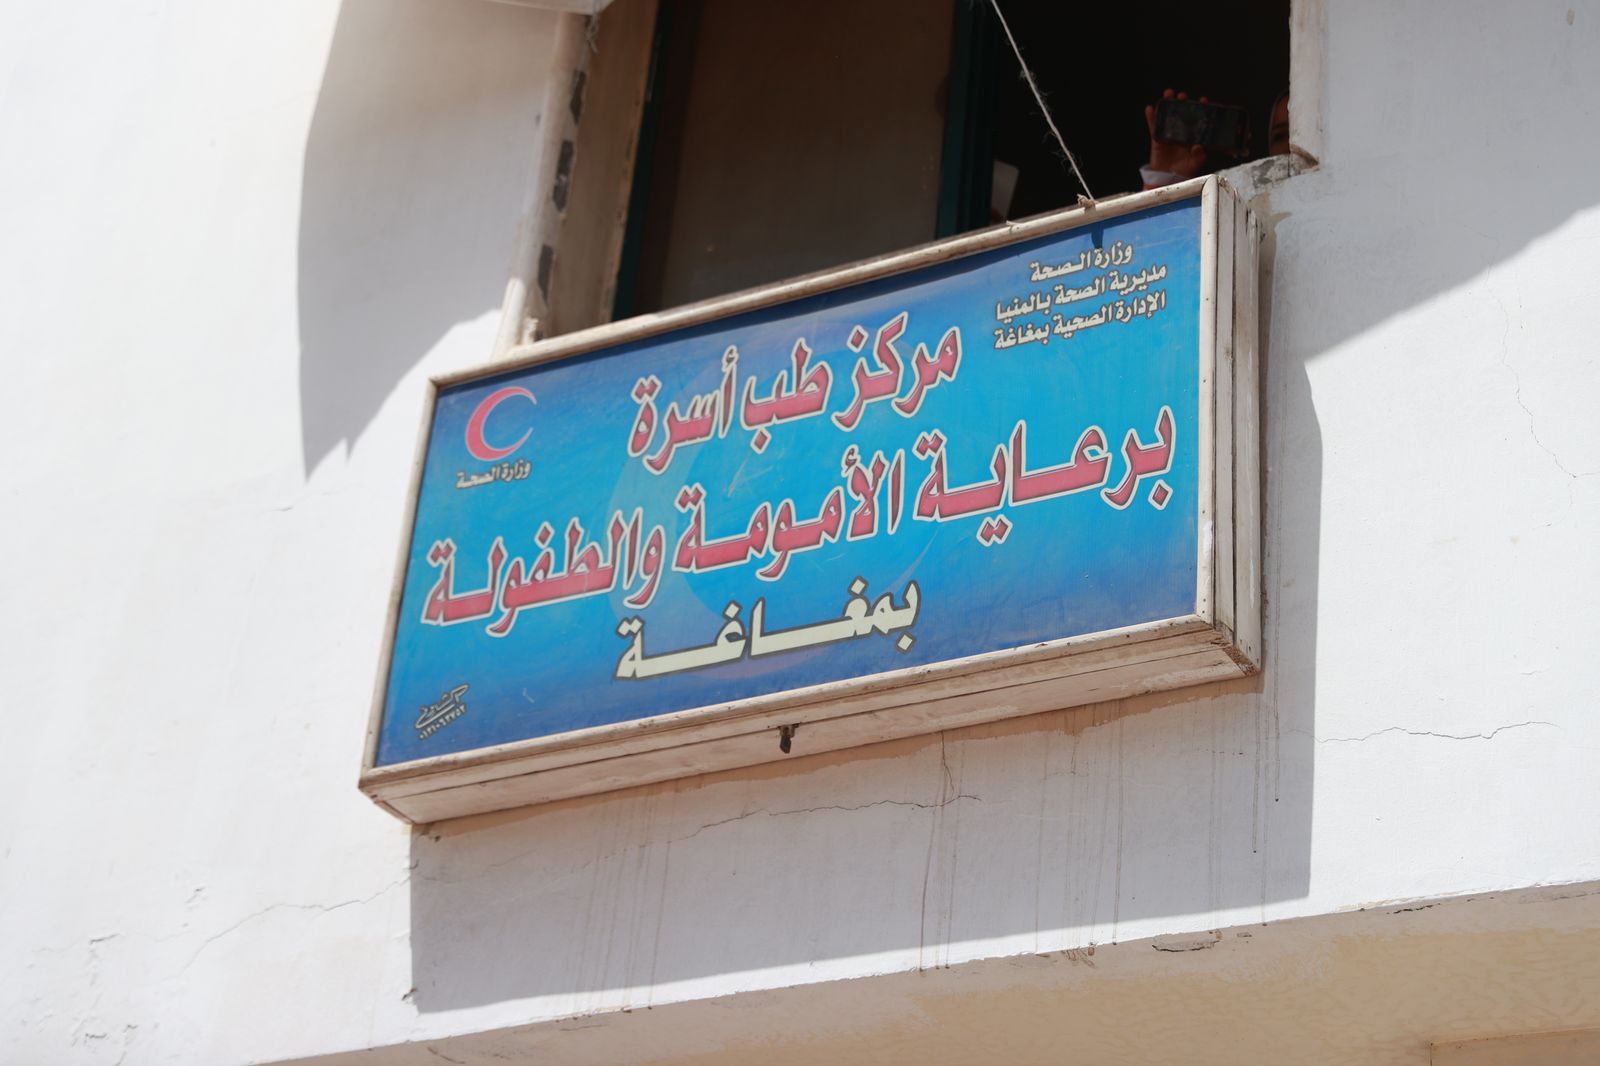 وزارة الصحة
مديرية الصحة بالمنيا
الإدارة الصحية بمغاغة
وزارة الصحة
مركز طب أسرة
برعاية الأمومة والطفولة
بمغاغة